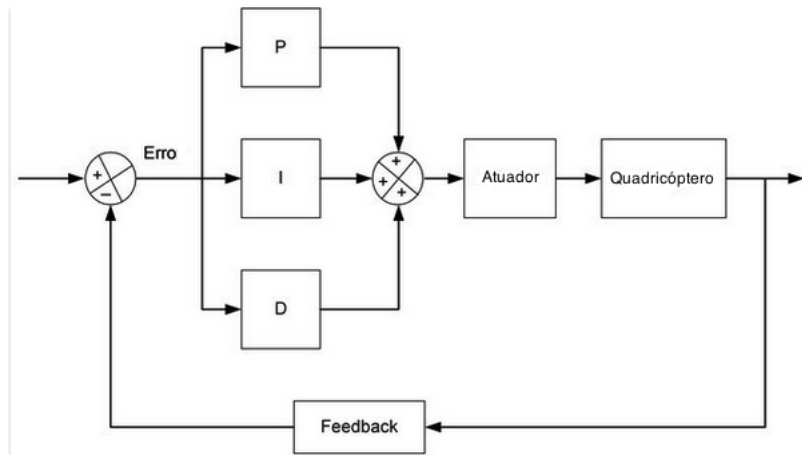 P
Erro
+
−
I
+
+
+
Atuador
Quadricóptero
D
Feedback